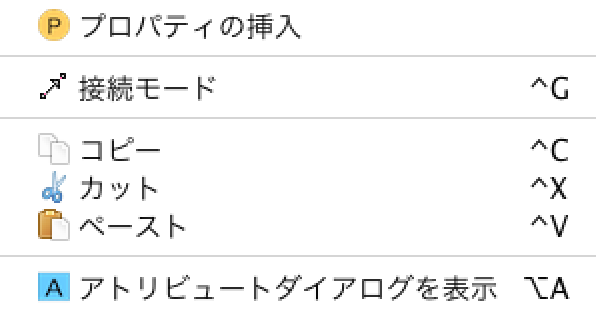 P プロパティの挿入
接続モード ^G
コピー ^C
カット ^X
ペースト ^V
A アトリビュートダイアログを表示 ⌥A